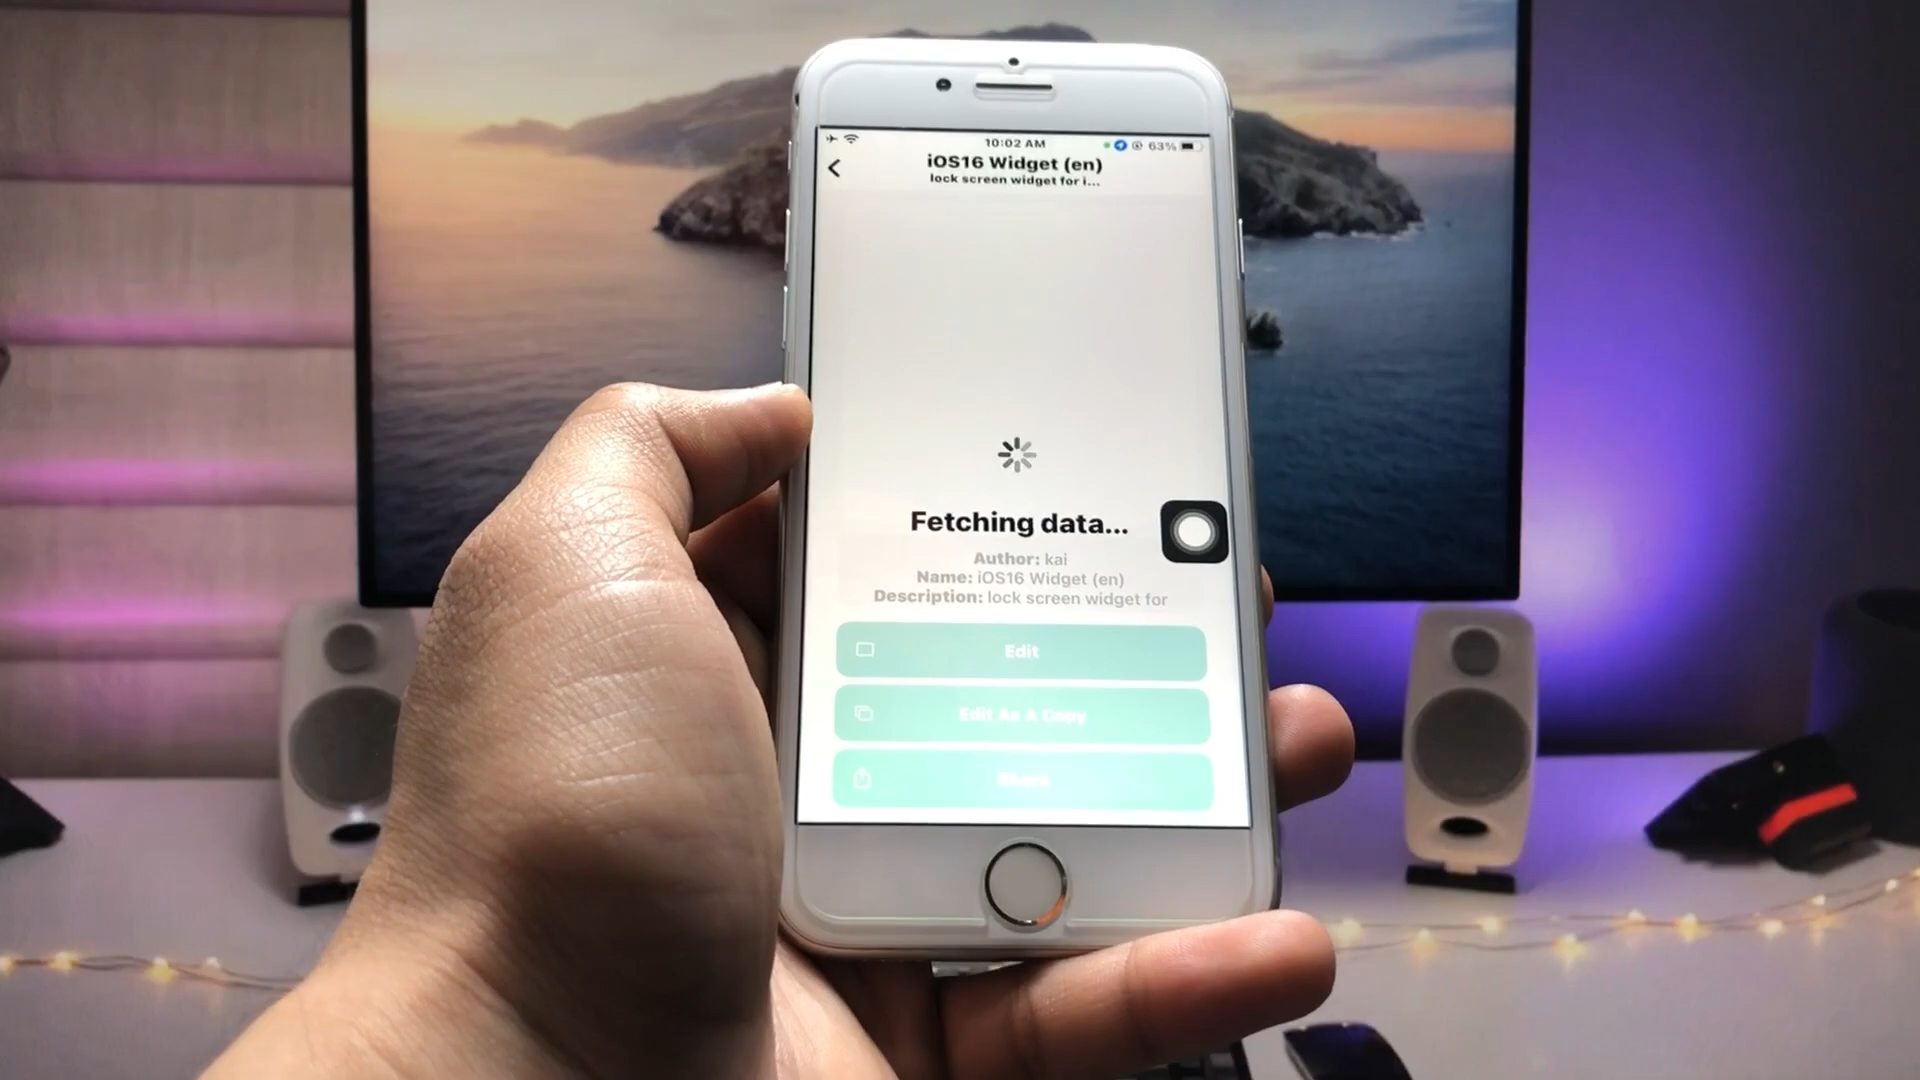 10:02 AM
63%
iOS16 Widget (en)
lock screen widget for i...
Fetching data...
Author: kai
Name: iOS16 Widget (en)
Description: lock screen widget for
Edit
Edit As A Copy
Share